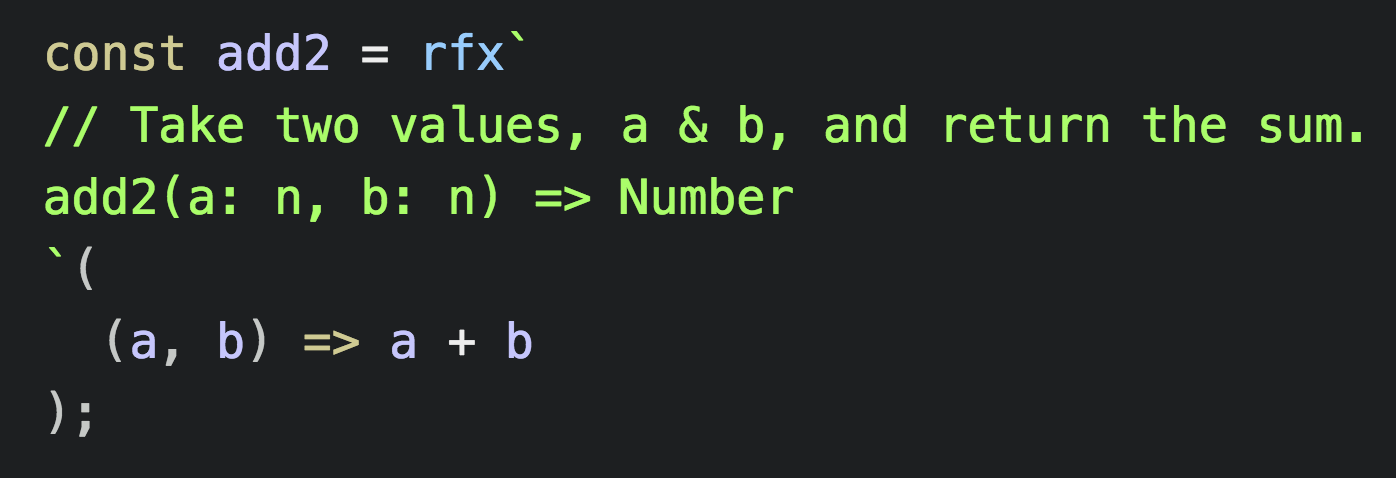 const add2 = rfx`
// Take two values, a & b, and return the sum.
add2(a: n, b: n) => Number
`(
  (a, b) => a + b
);